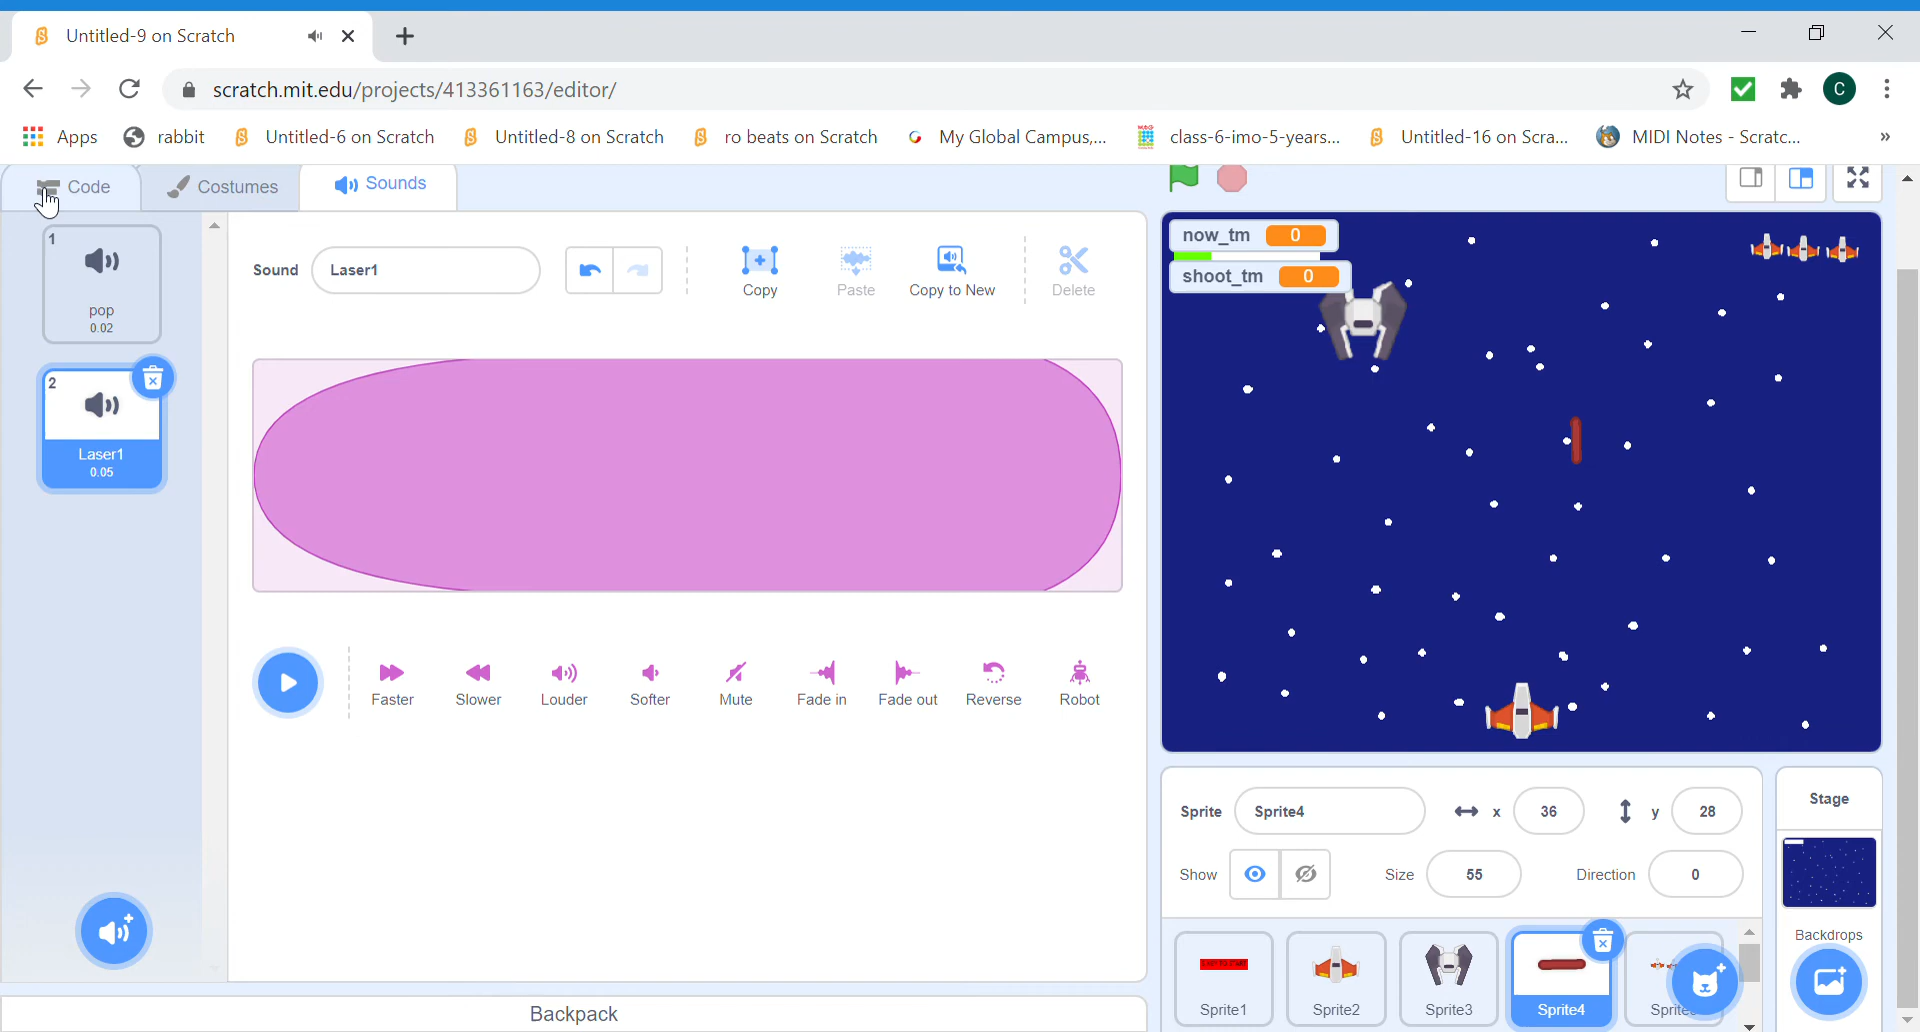 Untitled-9 on Scratch
scratch.mit.edu/projects/413361163/editor/
C
Apps rabbit Untitled-6 on Scratch Untitled-8 on Scratch ro beats on Scratch My Global Campus,... class-6-imo-5-years... Untitled-16 on Scra... MIDI Notes - Scratc... »
Code Costumes Sounds
1
pop
0.02
2
Laser1
0.05
Sound Laser1
Copy Paste Copy to New Delete
Faster Slower Louder Softer Mute Fade in Fade out Reverse Robot
Backpack
now_tm 0
shoot_tm 0
Sprite Sprite4 x 36 y 28
Show Size 55 Direction 0
Sprite1 Sprite2 Sprite3 Sprite4
Stage
Backdrops